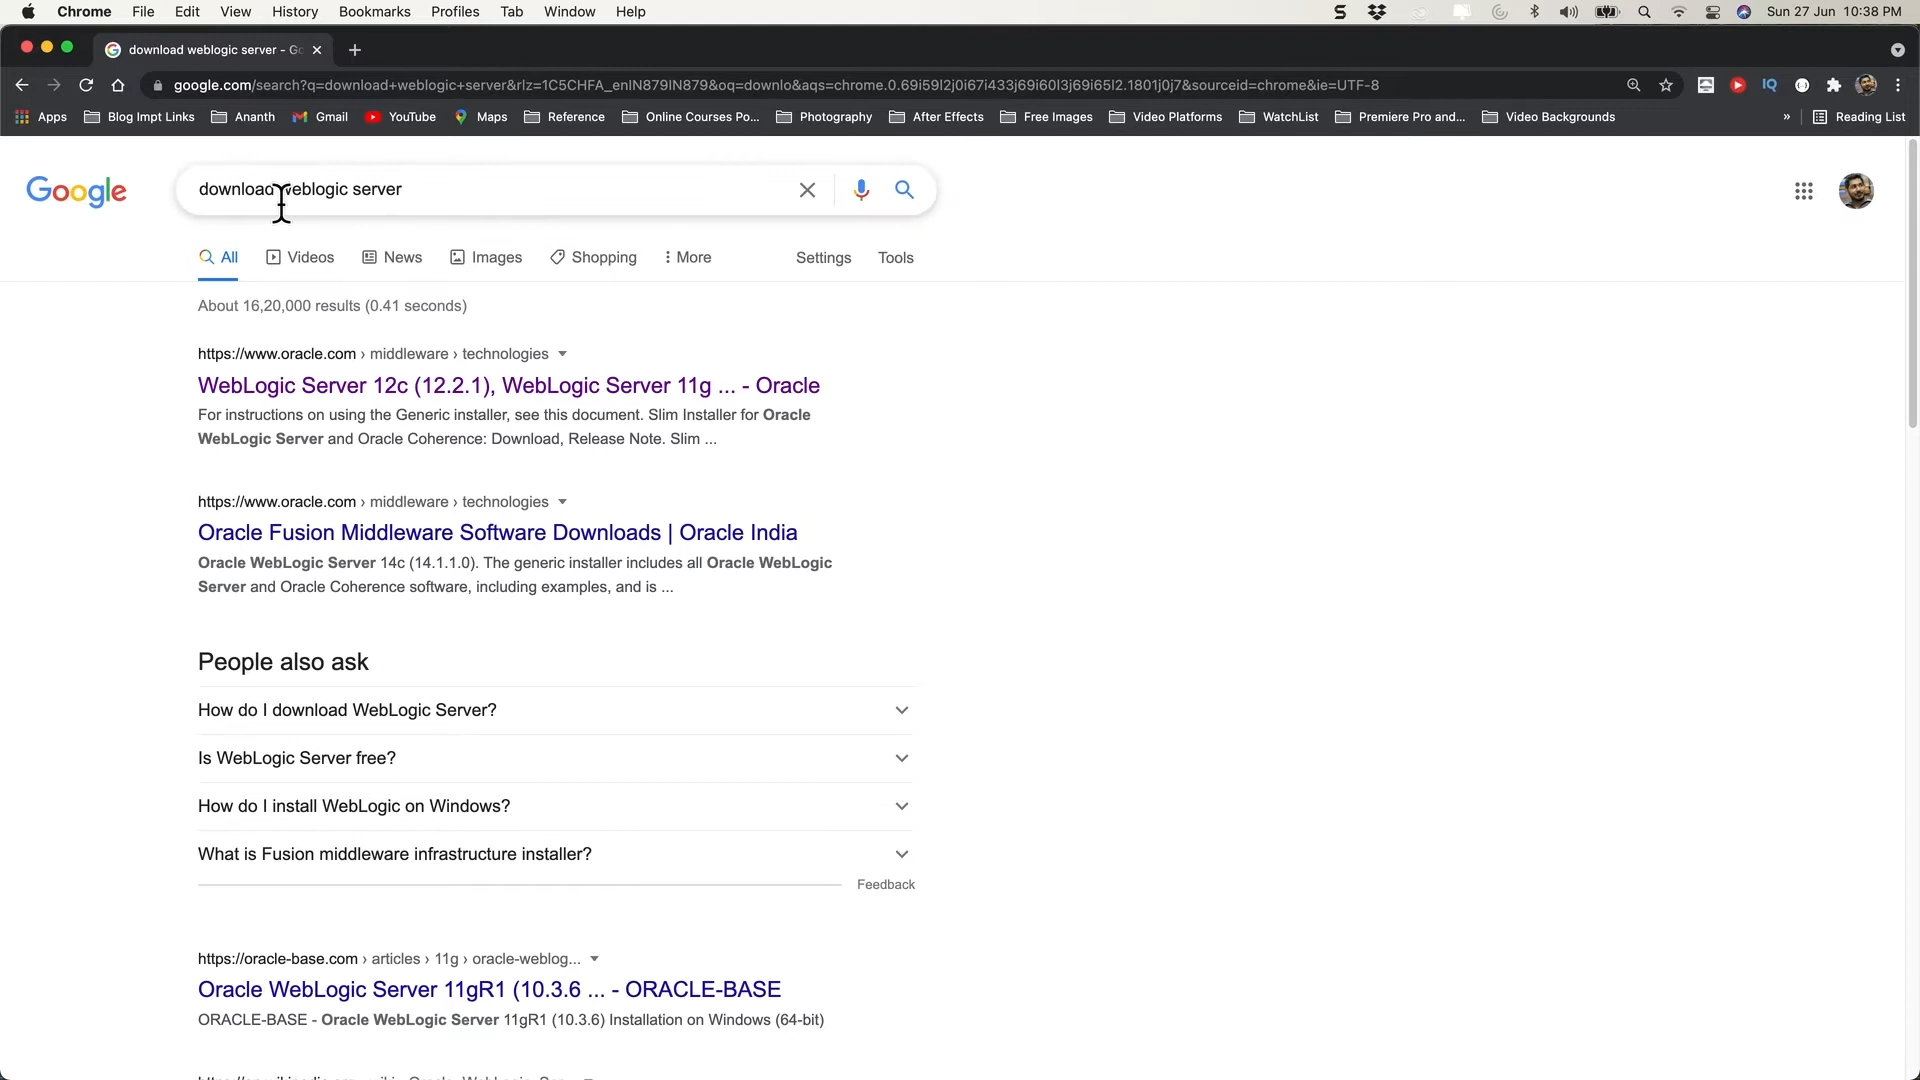 Chrome File Edit View History Bookmarks Profiles Tab Window Help Sun 27 Jun 10:38 PM
download weblogic server - Go
google.com/search?q=download+weblogic+server&rlz=1C5CHFA_enIN879IN879&oq=downlo&aqs=chrome.0.69i59l2j0i67i433j69i60l3j69i65l2.1801j0j7&sourceid=chrome&ie=UTF-8
Apps Blog Impt Links Ananth Gmail YouTube Maps Reference Online Courses Po... Photography After Effects Free Images Video Platforms WatchList Premiere Pro and... Video Backgrounds » Reading List
Google download weblogic server
All Videos News Images Shopping More Settings Tools
About 16,20,000 results (0.41 seconds)
https://www.oracle.com › middleware › technologies
WebLogic Server 12c (12.2.1), WebLogic Server 11g ... - Oracle
For instructions on using the Generic installer, see this document. Slim Installer for Oracle
WebLogic Server and Oracle Coherence: Download, Release Note. Slim ...
https://www.oracle.com › middleware › technologies
Oracle Fusion Middleware Software Downloads | Oracle India
Oracle WebLogic Server 14c (14.1.1.0). The generic installer includes all Oracle WebLogic
Server and Oracle Coherence software, including examples, and is ...
People also ask
How do I download WebLogic Server?
Is WebLogic Server free?
How do I install WebLogic on Windows?
What is Fusion middleware infrastructure installer?
Feedback
https://oracle-base.com › articles › 11g › oracle-weblog...
Oracle WebLogic Server 11gR1 (10.3.6 ... - ORACLE-BASE
ORACLE-BASE - Oracle WebLogic Server 11gR1 (10.3.6) Installation on Windows (64-bit)